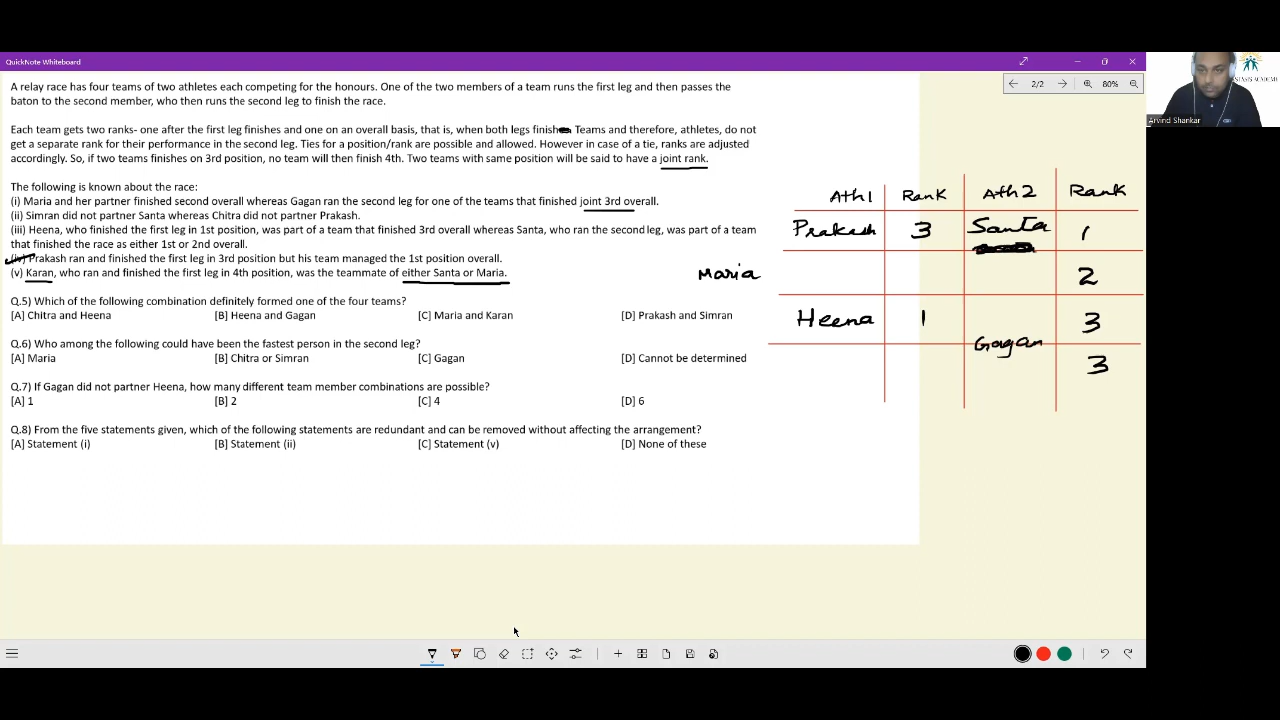 QuickNote Whiteboard
2/2
80%
Arvind Shankar
A relay race has four teams of two athletes each competing for the honours. One of the two members of a team runs the first leg and then passes the
baton to the second member, who then runs the second leg to finish the race.
Each team gets two ranks- one after the first leg finishes and one on an overall basis, that is, when both legs finish Teams and therefore, athletes, do not
get a separate rank for their performance in the second leg. Ties for a position/rank are possible and allowed. However in case of a tie, ranks are adjusted
accordingly. So, if two teams finishes on 3rd position, no team will then finish 4th. Two teams with same position will be said to have a joint rank.
The following is known about the race:
(i) Maria and her partner finished second overall whereas Gagan ran the second leg for one of the teams that finished joint 3rd overall.
(ii) Simran did not partner Santa whereas Chitra did not partner Prakash.
(iii) Heena, who finished the first leg in 1st position, was part of a team that finished 3rd overall whereas Santa, who ran the second leg, was part of a team
that finished the race as either 1st or 2nd overall.
(iv) Prakash ran and finished the first leg in 3rd position but his team managed the 1st position overall.
(v) Karan, who ran and finished the first leg in 4th position, was the teammate of either Santa or Maria.
Q.5) Which of the following combination definitely formed one of the four teams?
[A] Chitra and Heena [B] Heena and Gagan [C] Maria and Karan [D] Prakash and Simran
Q.6) Who among the following could have been the fastest person in the second leg?
[A] Maria [B] Chitra or Simran [C] Gagan [D] Cannot be determined
Q.7) If Gagan did not partner Heena, how many different team member combinations are possible?
[A] 1 [B] 2 [C] 4 [D] 6
Q.8) From the five statements given, which of the following statements are redundant and can be removed without affecting the arrangement?
[A] Statement (i) [B] Statement (ii) [C] Statement (v) [D] None of these
Ath1 Rank Ath2 Rank
Prakash 3 Santa 1
Maria 2
Heena 1 3
Gagan
3